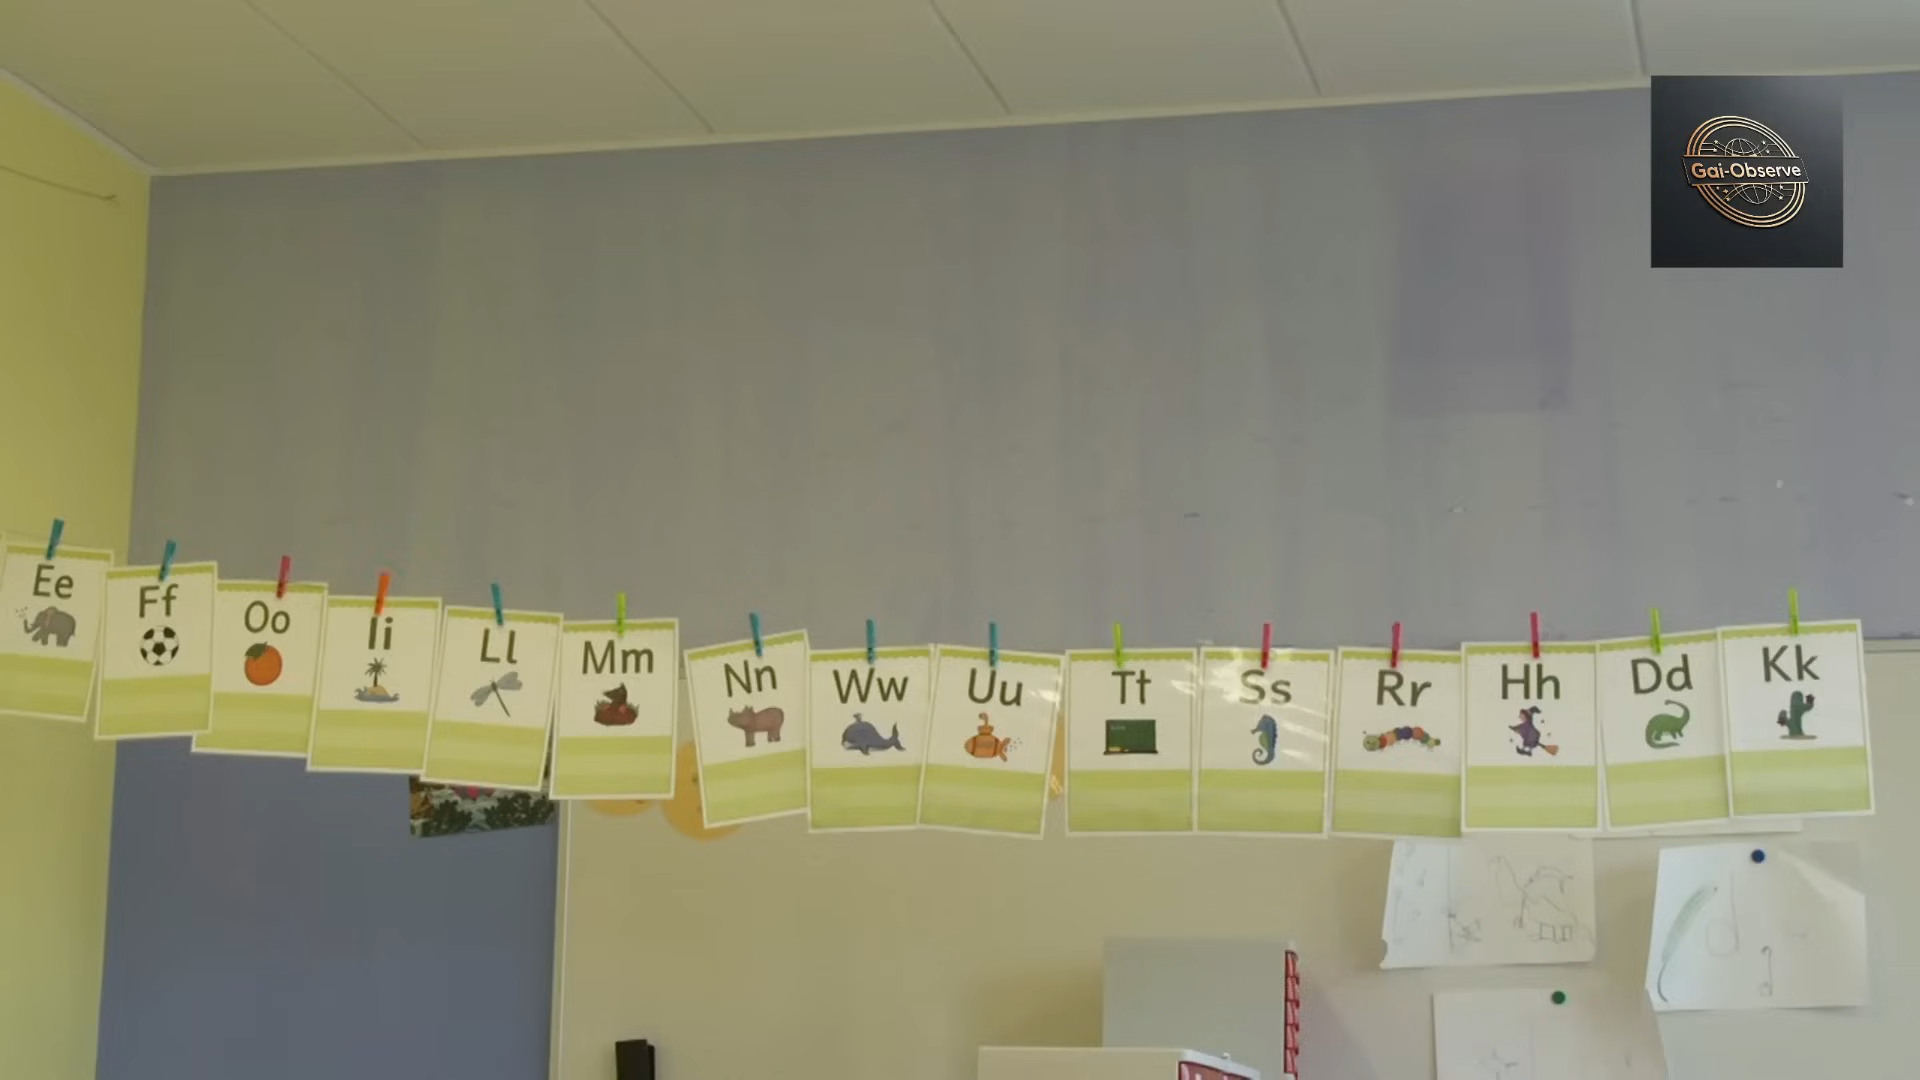 Gai-Observe
Ee
Ff
Oo
Ii
Ll
Mm
Nn
Ww
Uu
Tt
Ss
Rr
Hh
Dd
Kk